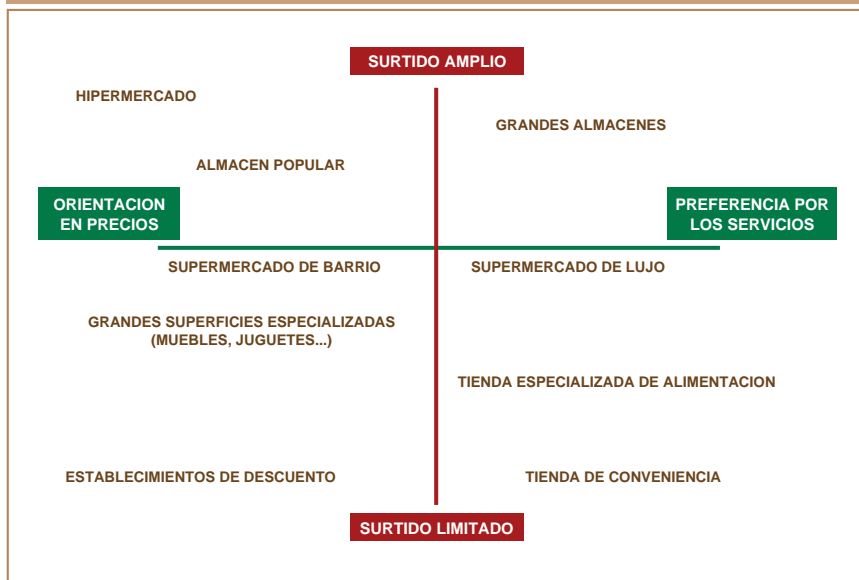 SURTIDO AMPLIO
HIPERMERCADO
GRANDES ALMACENES
ALMACEN POPULAR
ORIENTACION
EN PRECIOS
PREFERENCIA POR
LOS SERVICIOS
SUPERMERCADO DE BARRIO
SUPERMERCADO DE LUJO
GRANDES SUPERFICIES ESPECIALIZADAS
(MUEBLES, JUGUETES...)
TIENDA ESPECIALIZADA DE ALIMENTACION
ESTABLECIMIENTOS DE DESCUENTO
TIENDA DE CONVENIENCIA
SURTIDO LIMITADO